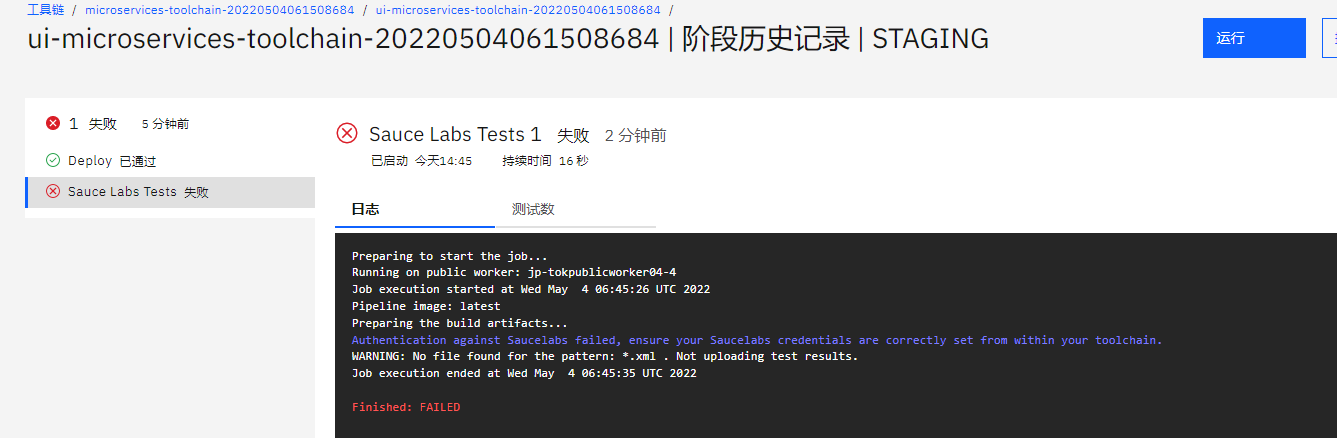 工具链 / microservices-toolchain-20220504061508684 / ui-microservices-toolchain-20220504061508684 /
ui-microservices-toolchain-20220504061508684 | 阶段历史记录 | STAGING
运行
1 失败 5 分钟前
Deploy 已通过
Sauce Labs Tests 失败
Sauce Labs Tests 1 失败 2 分钟前
已启动 今天14:45 持续时间 16 秒
日志 测试数
Preparing to start the job...
Running on public worker: jp-tokpublicworker04-4
Job execution started at Wed May  4 06:45:26 UTC 2022
Pipeline image: latest
Preparing the build artifacts...
Authentication against Saucelabs failed, ensure your Saucelabs credentials are correctly set from within your toolchain.
WARNING: No file found for the pattern: *.xml . Not uploading test results.
Job execution ended at Wed May  4 06:45:35 UTC 2022
Finished: FAILED